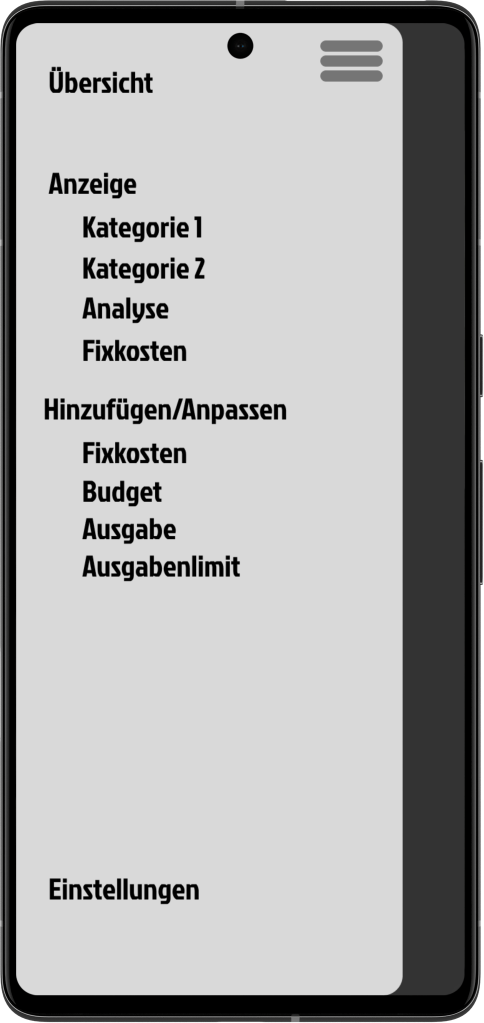 Übersicht
Anzeige
Kategorie 1
Kategorie 2
Analyse
Fixkosten
Hinzufügen/Anpassen
Fixkosten
Budget
Ausgabe
Ausgabenlimit
Einstellungen